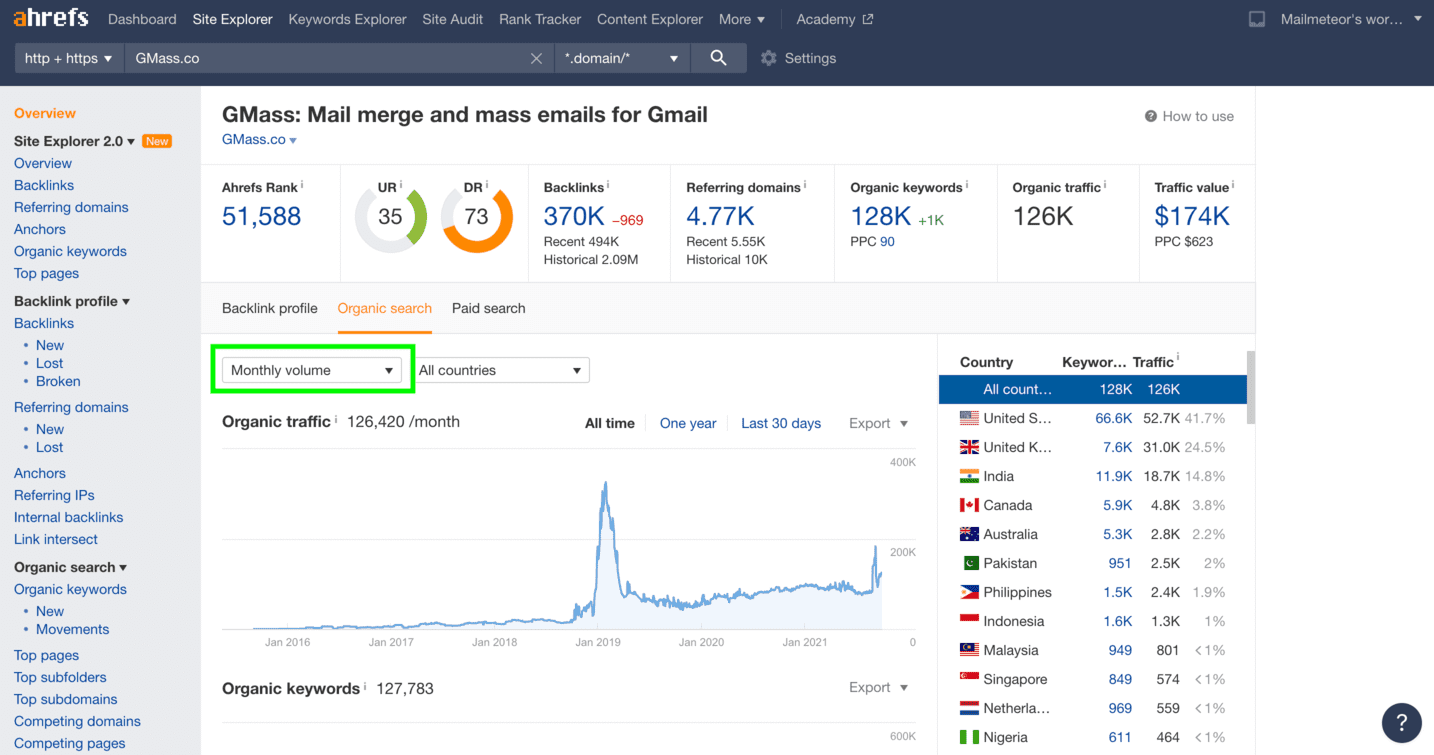 ahrefs Dashboard Site Explorer Keywords Explorer Site Audit Rank Tracker Content Explorer More Academy Mailmeteor's wor...
http + https GMass.co *.domain/* Settings
Overview
Site Explorer 2.0 New
Overview
Backlinks
Referring domains
Anchors
Organic keywords
Top pages
Backlink profile
Backlinks
• New
• Lost
• Broken
Referring domains
• New
• Lost
Anchors
Referring IPs
Internal backlinks
Link intersect
Organic search
Organic keywords
• New
• Movements
Top pages
Top subfolders
Top subdomains
Competing domains
Competing pages
GMass: Mail merge and mass emails for Gmail
? How to use
GMass.co
Ahrefs Rank i
51,588
UR i
35
DR i
73
Backlinks i
370K –969
Recent 494K
Historical 2.09M
Referring domains i
4.77K
Recent 5.55K
Historical 10K
Organic keywords i
128K +1K
PPC 90
Organic traffic i
126K
Traffic value i
$174K
PPC $623
Backlink profile Organic search Paid search
Monthly volume All countries
Organic traffic i 126,420 /month All time One year Last 30 days Export
400K
200K
Jan 2016 Jan 2017 Jan 2018 Jan 2019 Jan 2020 Jan 2021 0
Organic keywords i 127,783 Export
600K
Country Keywor... Traffic i
All count... 128K 126K
United S... 66.6K 52.7K 41.7%
United K... 7.6K 31.0K 24.5%
India 11.9K 18.7K 14.8%
Canada 5.9K 4.8K 3.8%
Australia 5.3K 2.8K 2.2%
Pakistan 951 2.5K 2%
Philippines 1.5K 2.4K 1.9%
Indonesia 1.6K 1.3K 1%
Malaysia 949 801 <1%
Singapore 849 574 <1%
Netherla... 969 559 <1%
Nigeria 611 464 <1%
?